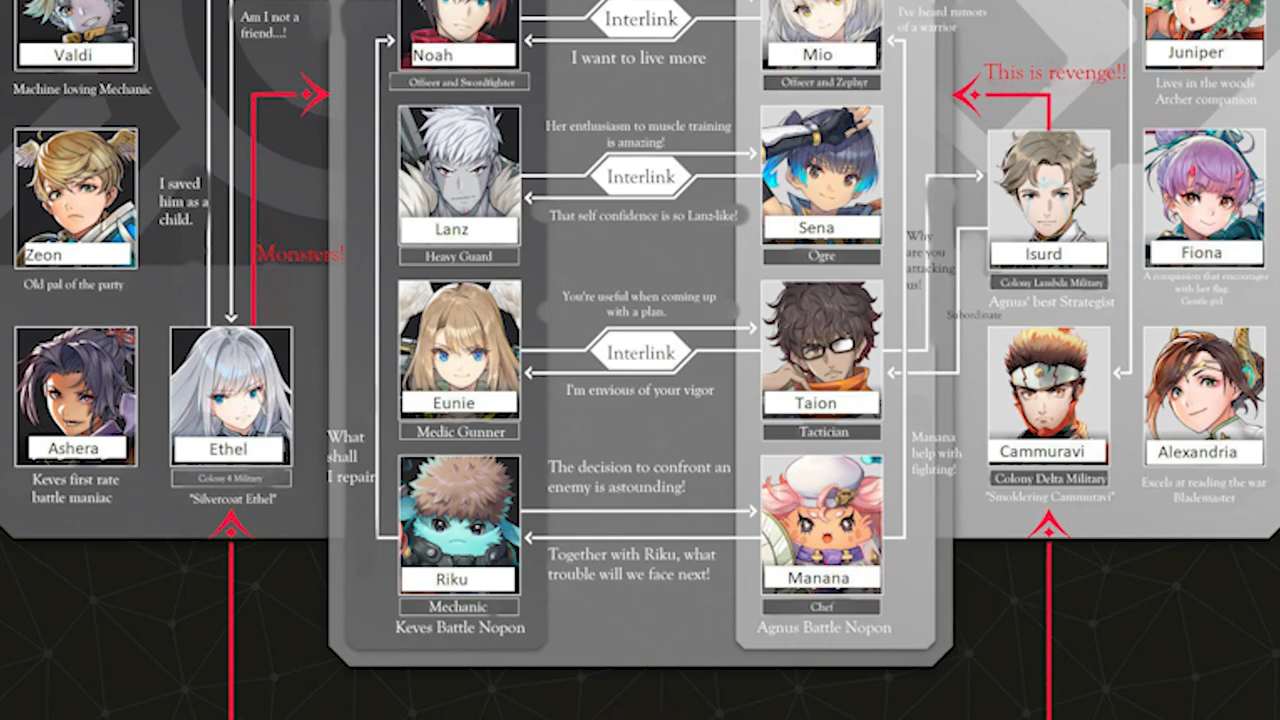 Am I not a
friend...!
Valdi
Machine loving Mechanic
Zeon
Old pal of the party
I saved
him as a
child.
Monsters!
Ashera
Keves first rate
battle maniac
Ethel
Colony 4 Military
"Silvercoat Ethel"
Noah
Officer and Swordfighter
Interlink
I want to live more
Mio
Officer and Zephyr
I've heard rumors
of a warrior
Her enthusiasm to muscle training
is amazing!
Interlink
That self confidence is so Lanz-like!
Lanz
Heavy Guard
Sena
Ogre
You're useful when coming up
with a plan.
Interlink
I'm envious of your vigor
Eunie
Medic Gunner
Taion
Tactician
What
shall
I repair
The decision to confront an
enemy is astounding!
Together with Riku, what
trouble will we face next!
Riku
Mechanic
Keves Battle Nopon
Manana
Chef
Agnus Battle Nopon
Manana
help with
fighting!
Why
are you
attacking
us!
Subordinate
This is revenge!!
Isurd
Colony Lambda Military
Agnus' best Strategist
Cammuravi
Colony Delta Military
"Smoldering Cammuravi"
Juniper
Lives in the woods
Archer companion
Fiona
A companion that encourages
with her flag
Gentle girl
Alexandria
Excels at reading the war
Blademaster